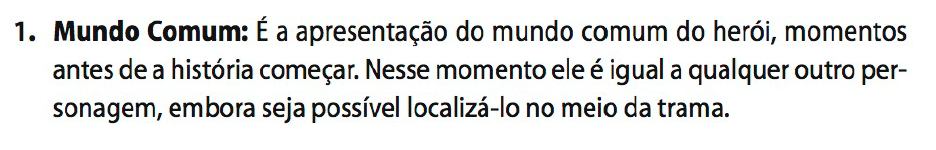 1. Mundo Comum: É a apresentação do mundo comum do herói, momentos
antes de a história começar. Nesse momento ele é igual a qualquer outro per-
sonagem, embora seja possível localizá-lo no meio da trama.